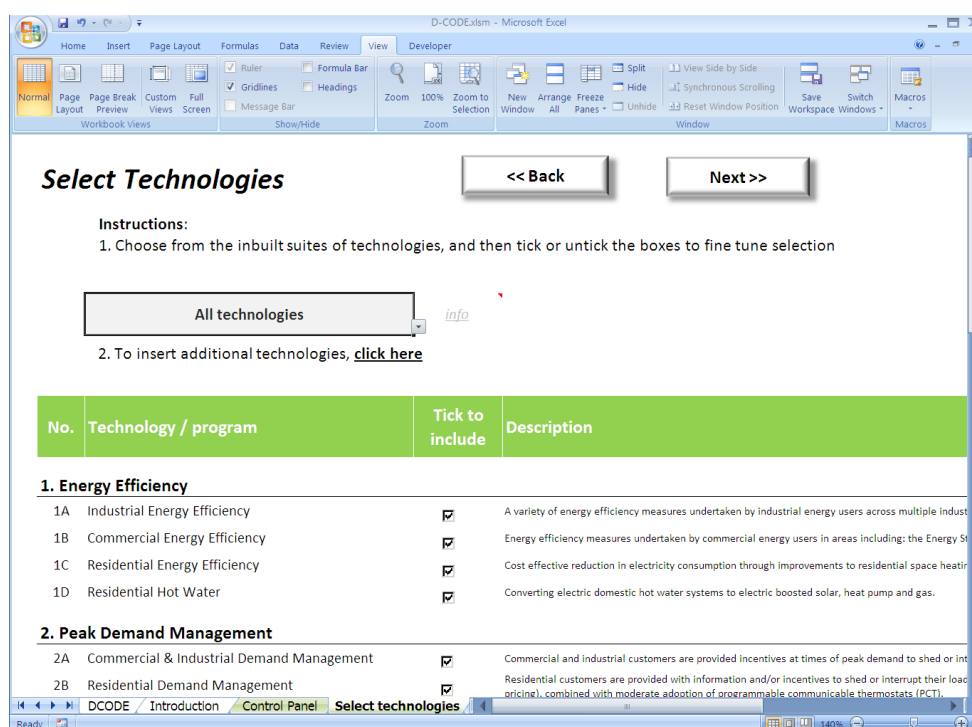 D-CODE.xlsm - Microsoft Excel
Home Insert Page Layout Formulas Data Review View Developer
Ruler Formula Bar Split View Side by Side
Gridlines Headings Hide Synchronous Scrolling
Message Bar Unhide Reset Window Position
Normal Page Layout Page Break Preview Custom Views Full Screen Zoom 100% Zoom to Selection New Window Arrange All Freeze Panes Save Workspace Switch Windows Macros
Workbook Views Show/Hide Zoom Window Macros
Select Technologies << Back Next >>
Instructions:
1. Choose from the inbuilt suites of technologies, and then tick or untick the boxes to fine tune selection
All technologies info
2. To insert additional technologies, click here
No. Technology / program Tick to include Description
1. Energy Efficiency
1A Industrial Energy Efficiency A variety of energy efficiency measures undertaken by industrial energy users across multiple indust
1B Commercial Energy Efficiency Energy efficiency measures undertaken by commercial energy users in areas including: the Energy St
1C Residential Energy Efficiency Cost effective reduction in electricity consumption through improvements to residential space heatin
1D Residential Hot Water Converting electric domestic hot water systems to electric boosted solar, heat pump and gas.
2. Peak Demand Management
2A Commercial & Industrial Demand Management Commercial and industrial customers are provided incentives at times of peak demand to shed or int
2B Residential Demand Management Residential customers are provided with information and/or incentives to shed or interrupt their load
pricing), combined with moderate adoption of programmable communicable thermostats (PCT).
DCODE Introduction Control Panel Select technologies
Ready 140%